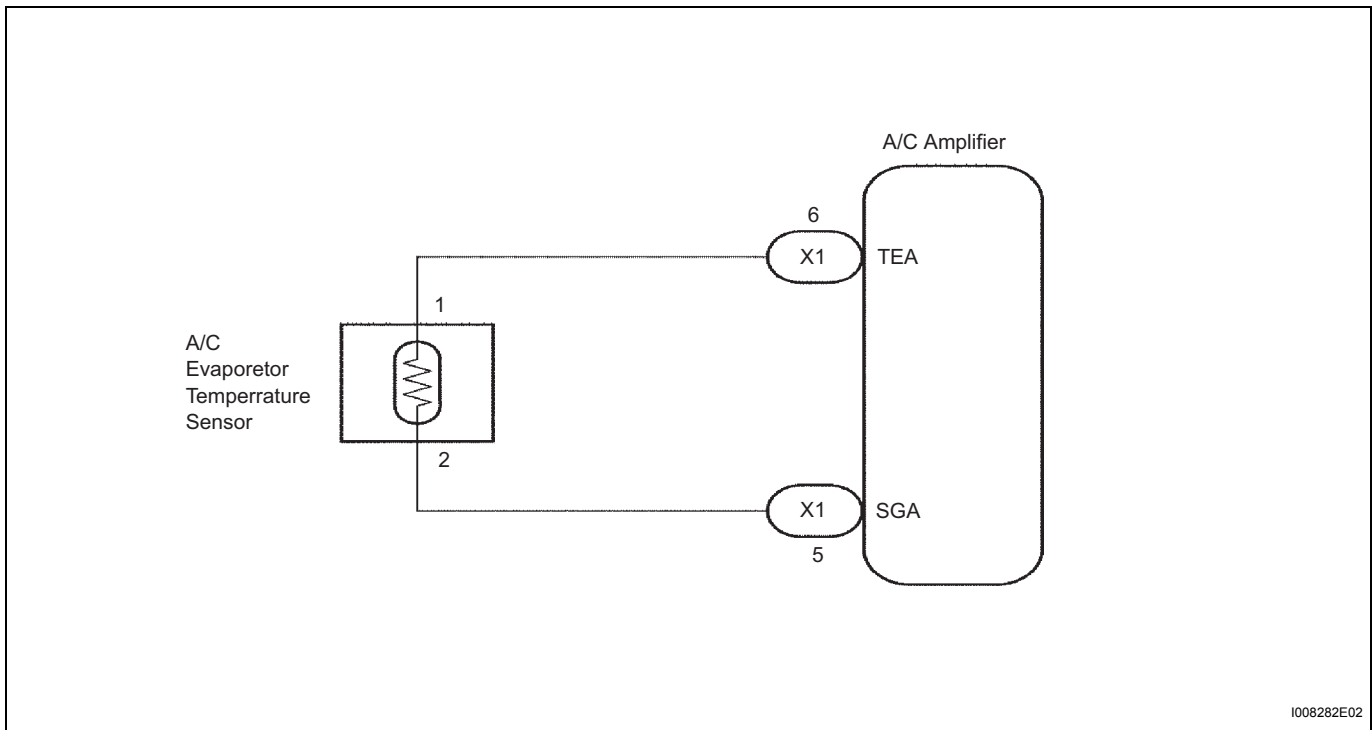 A/C Amplifier
6
X1
TEA
1
A/C
Evaporetor
Temperrature
Sensor
2
X1
SGA
5
I008282E02